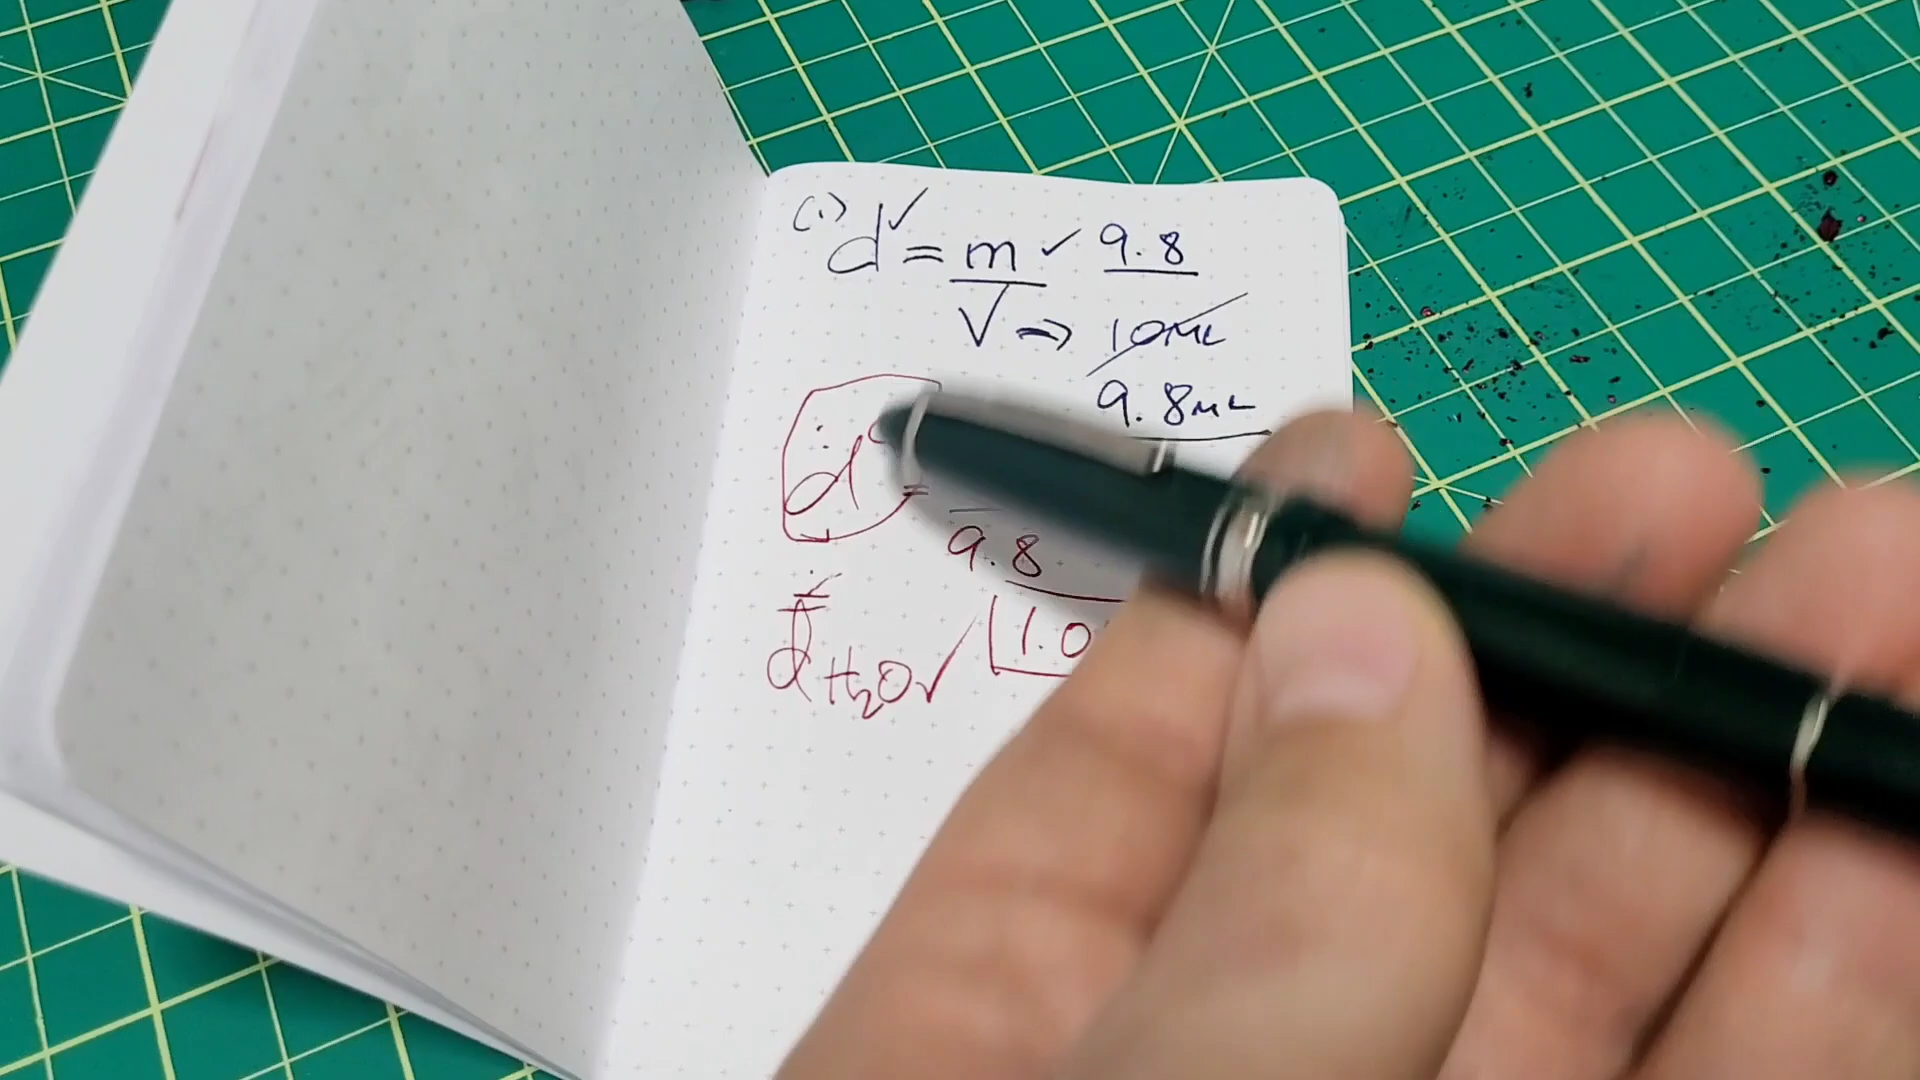 (i) d = m 9.8
V ⇒ 10ML
9.8ML
d =
9.8
1.0
d H₂O